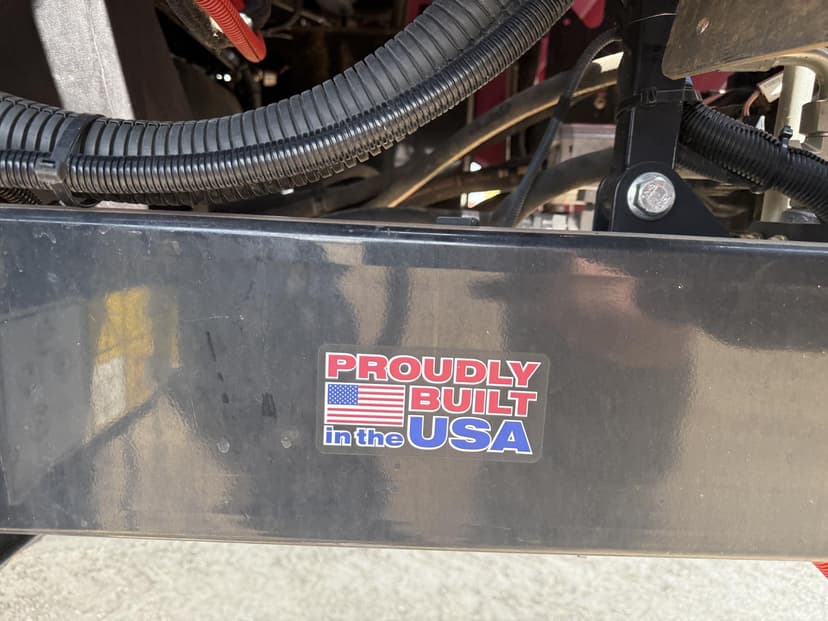 PROUDLY
BUILT
in the USA